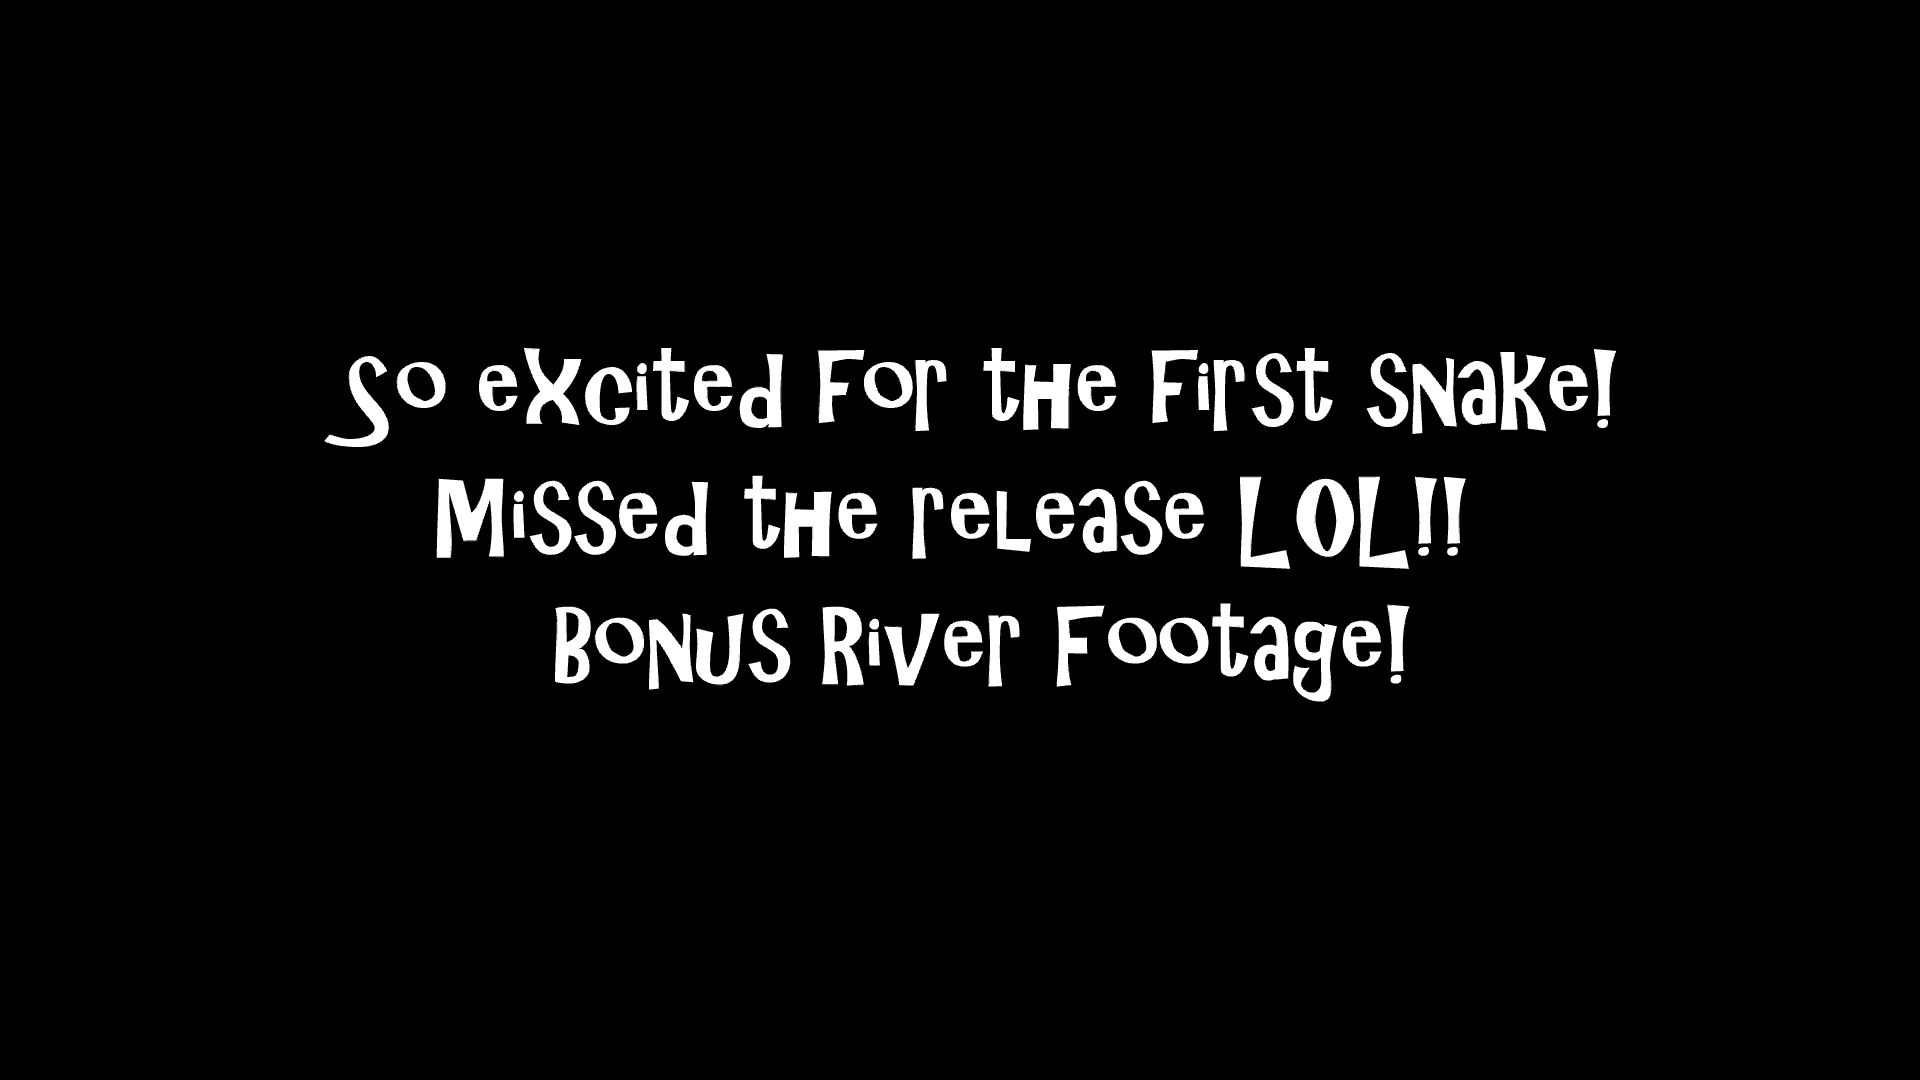 So excited for the first snake!
Missed the release LOL!!
Bonus River Footage!